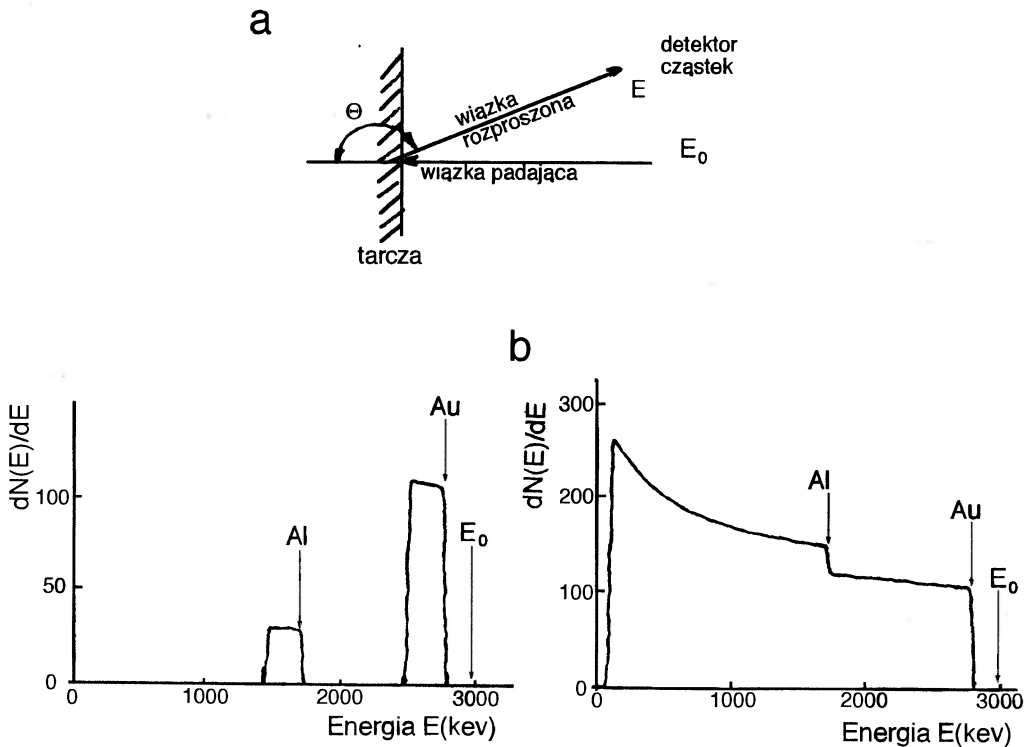 a
detektor
cząstek
E
Θ
wiązka
rozproszona
E₀
wiązka padająca
tarcza
b
dN(E)/dE
100
50
0
Al
Au
E₀
0 1000 2000 3000
Energia E(kev)
dN(E)/dE
300
200
100
0
Al
Au
E₀
0 1000 2000 3000
Energia E(kev)